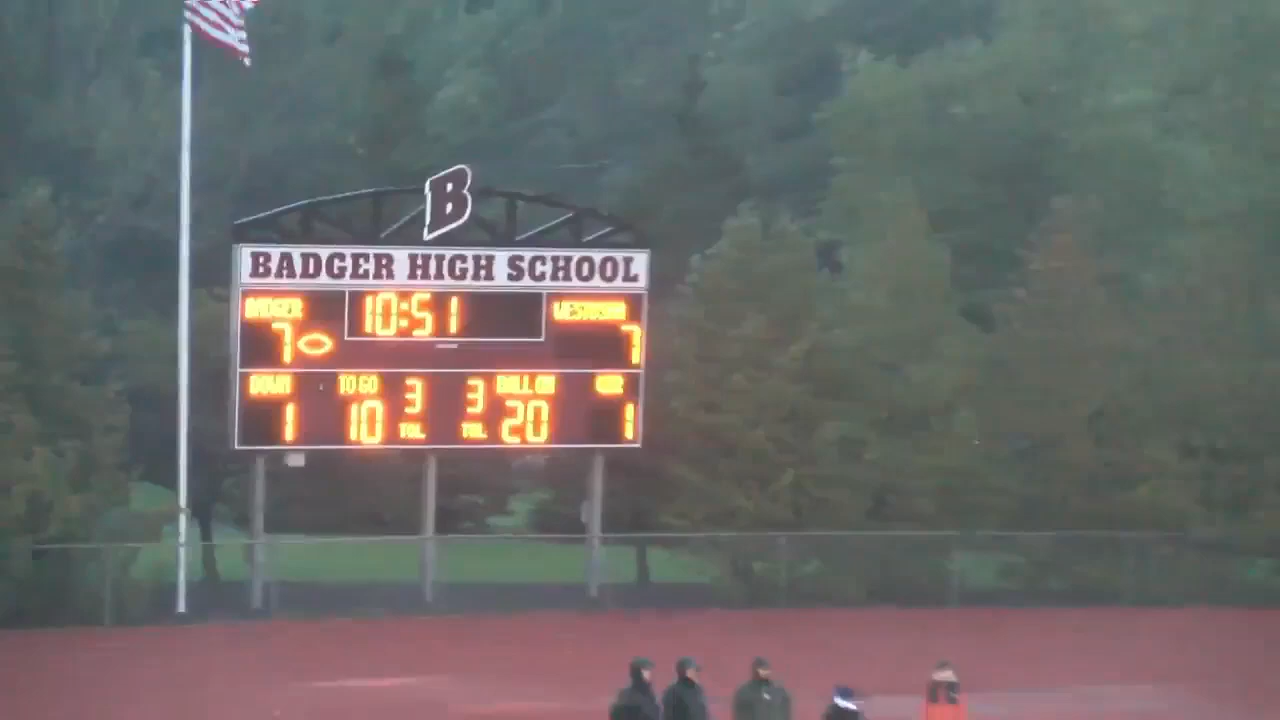 B
BADGER HIGH SCHOOL
BADGER 10:51 WESTOSHA
7 7
DOWN TO GO 3 3 BALL ON QTR
1 10 TOL TOL 20 1